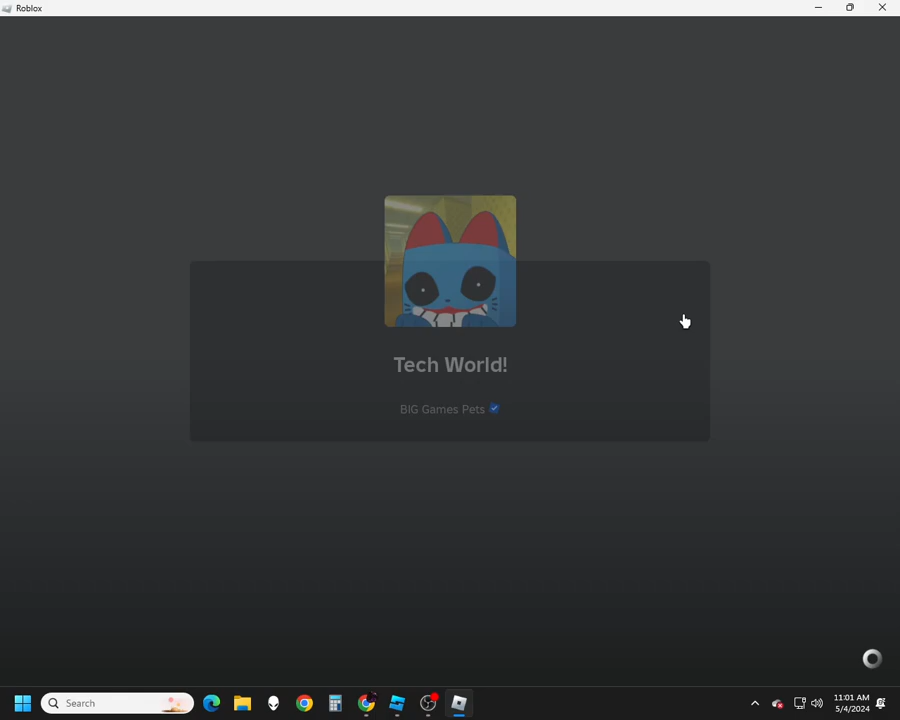 Roblox
Tech World!
BIG Games Pets
Search
11:01 AM
5/4/2024